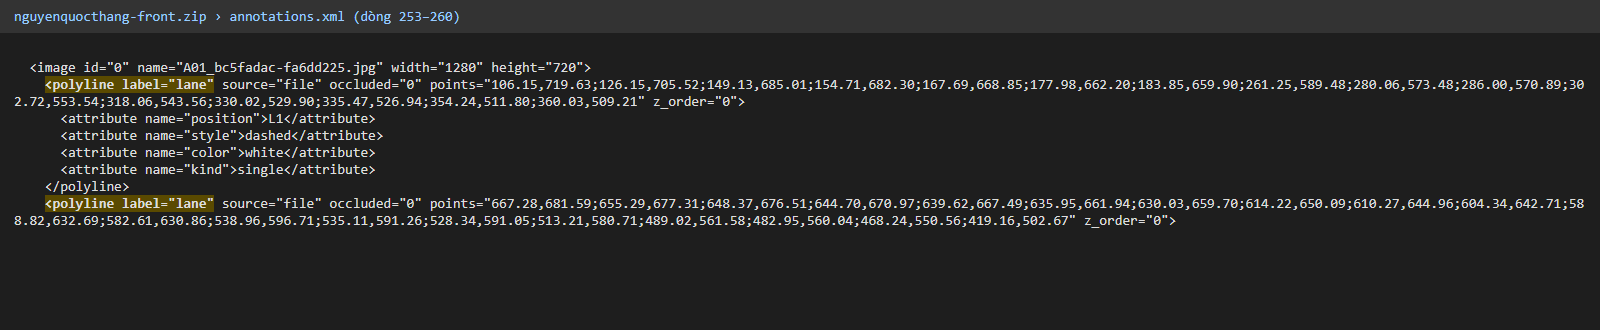 nguyenquocthang-front.zip › annotations.xml (dòng 253–260)
<image id="0" name="A01_bc5fadac-fa6dd225.jpg" width="1280" height="720">
<polyline label="lane" source="file" occluded="0" points="106.15,719.63;126.15,705.52;149.13,685.01;154.71,682.30;167.69,668.85;177.98,662.20;183.85,659.90;261.25,589.48;280.06,573.48;286.00,570.89;30
2.72,553.54;318.06,543.56;330.02,529.90;335.47,526.94;354.24,511.80;360.03,509.21" z_order="0">
<attribute name="position">L1</attribute>
<attribute name="style">dashed</attribute>
<attribute name="color">white</attribute>
<attribute name="kind">single</attribute>
</polyline>
<polyline label="lane" source="file" occluded="0" points="667.28,681.59;655.29,677.31;648.37,676.51;644.70,670.97;639.62,667.49;635.95,661.94;630.03,659.70;614.22,650.09;610.27,644.96;604.34,642.71;58
8.82,632.69;582.61,630.86;538.96,596.71;535.11,591.26;528.34,591.05;513.21,580.71;489.02,561.58;482.95,560.04;468.24,550.56;419.16,502.67" z_order="0">